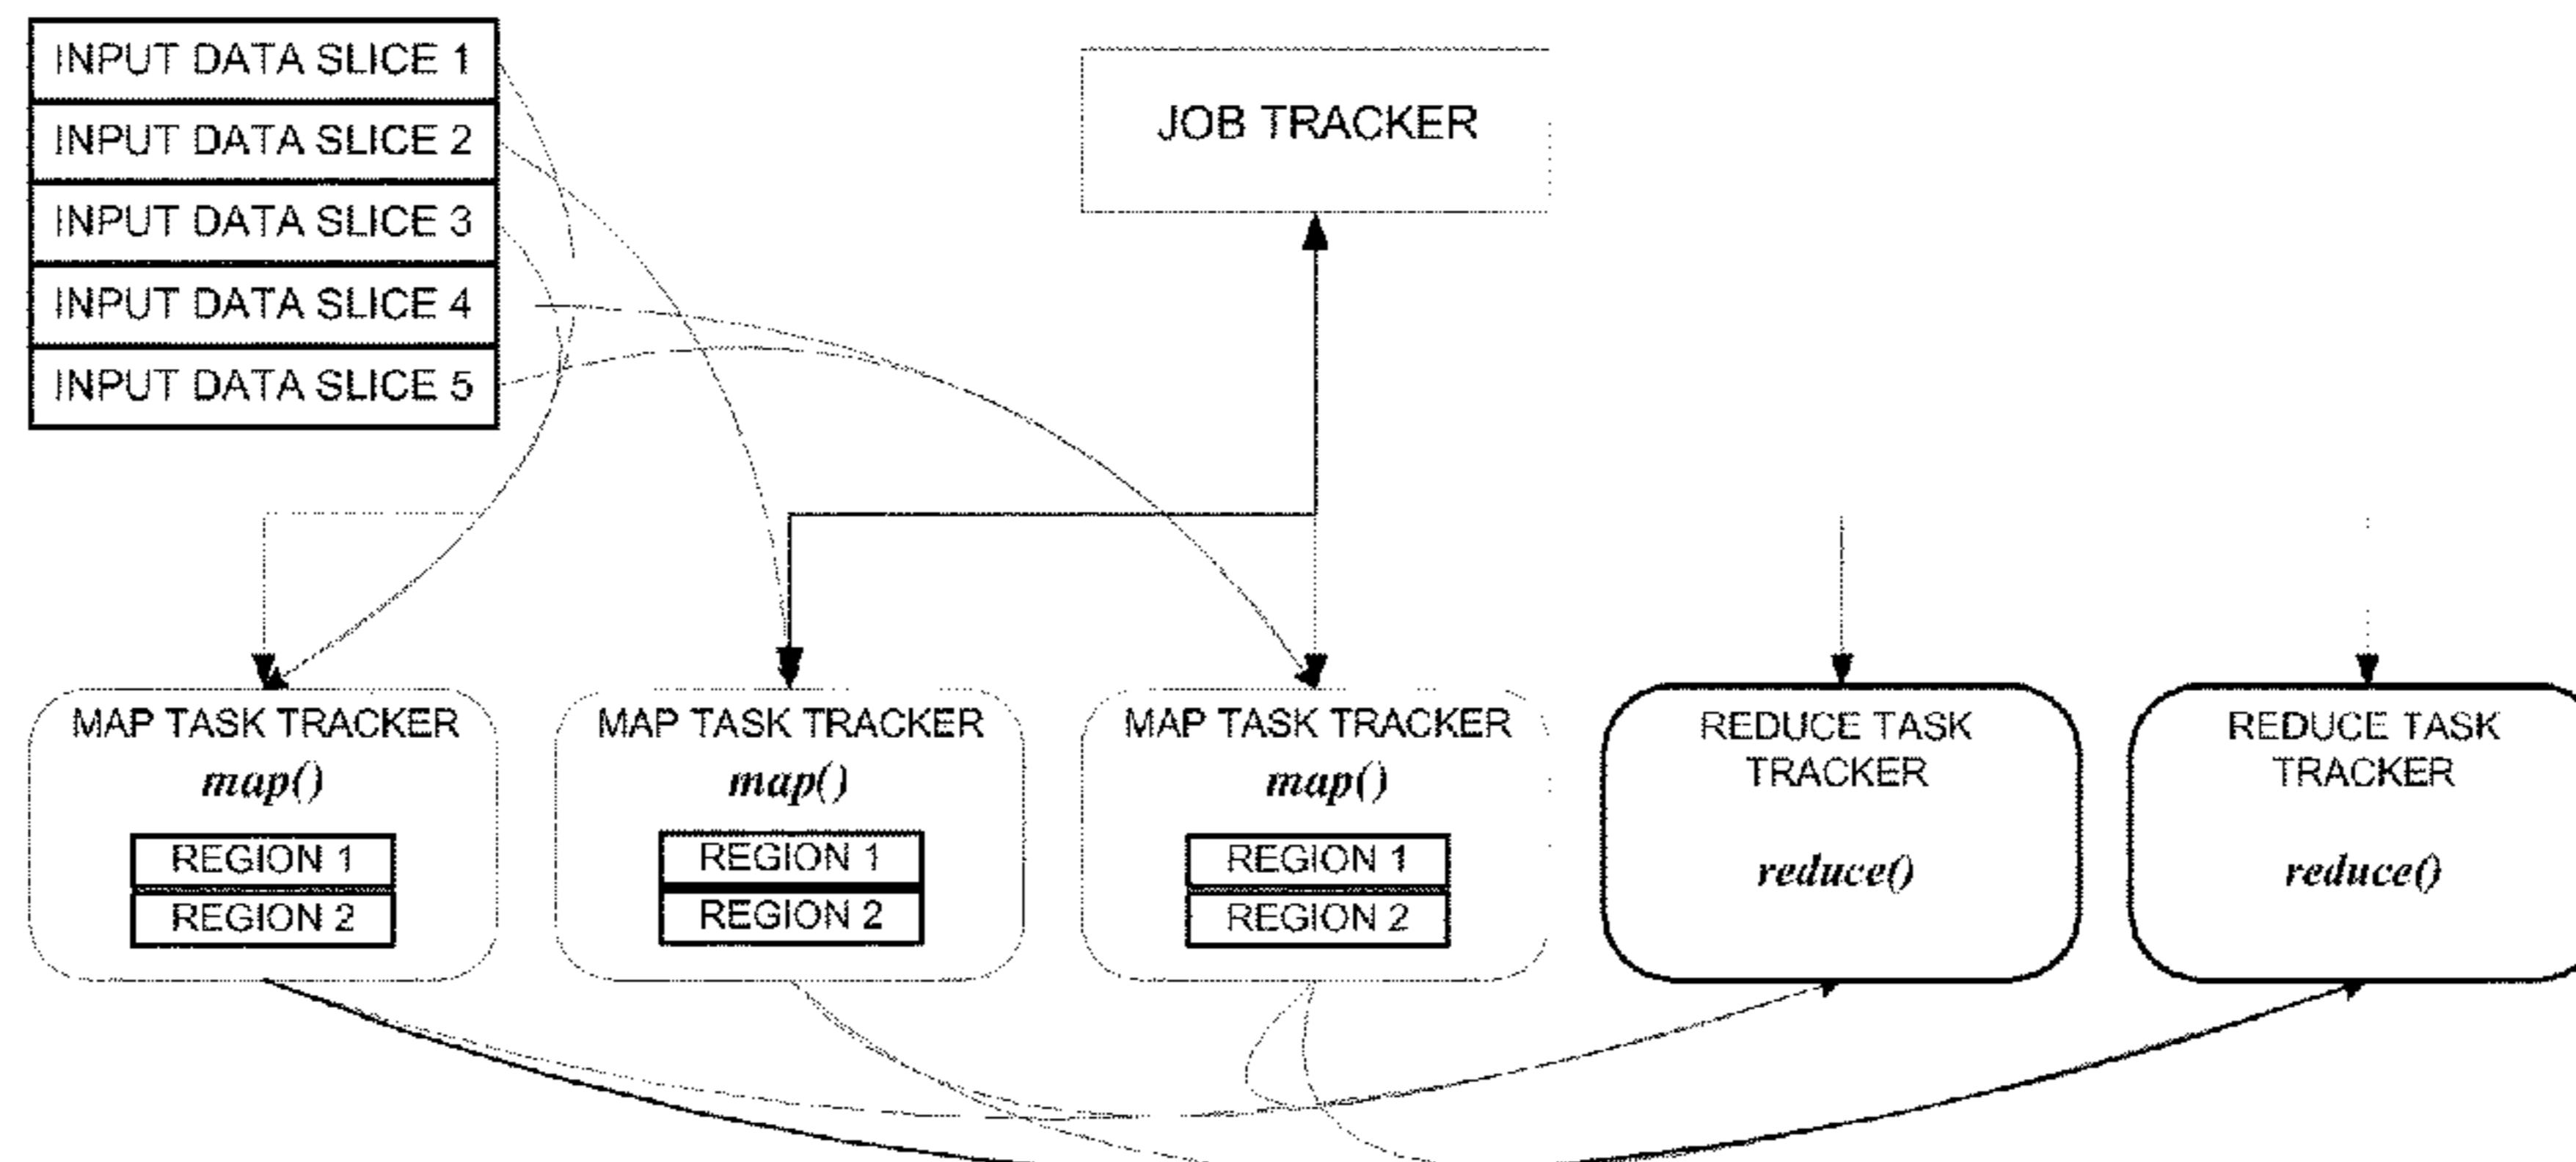 INPUT DATA SLICE 1
INPUT DATA SLICE 2
INPUT DATA SLICE 3
INPUT DATA SLICE 4
INPUT DATA SLICE 5
JOB TRACKER
MAP TASK TRACKER
map()
REGION 1
REGION 2
MAP TASK TRACKER
map()
REGION 1
REGION 2
MAP TASK TRACKER
map()
REGION 1
REGION 2
REDUCE TASK
TRACKER
reduce()
REDUCE TASK
TRACKER
reduce()